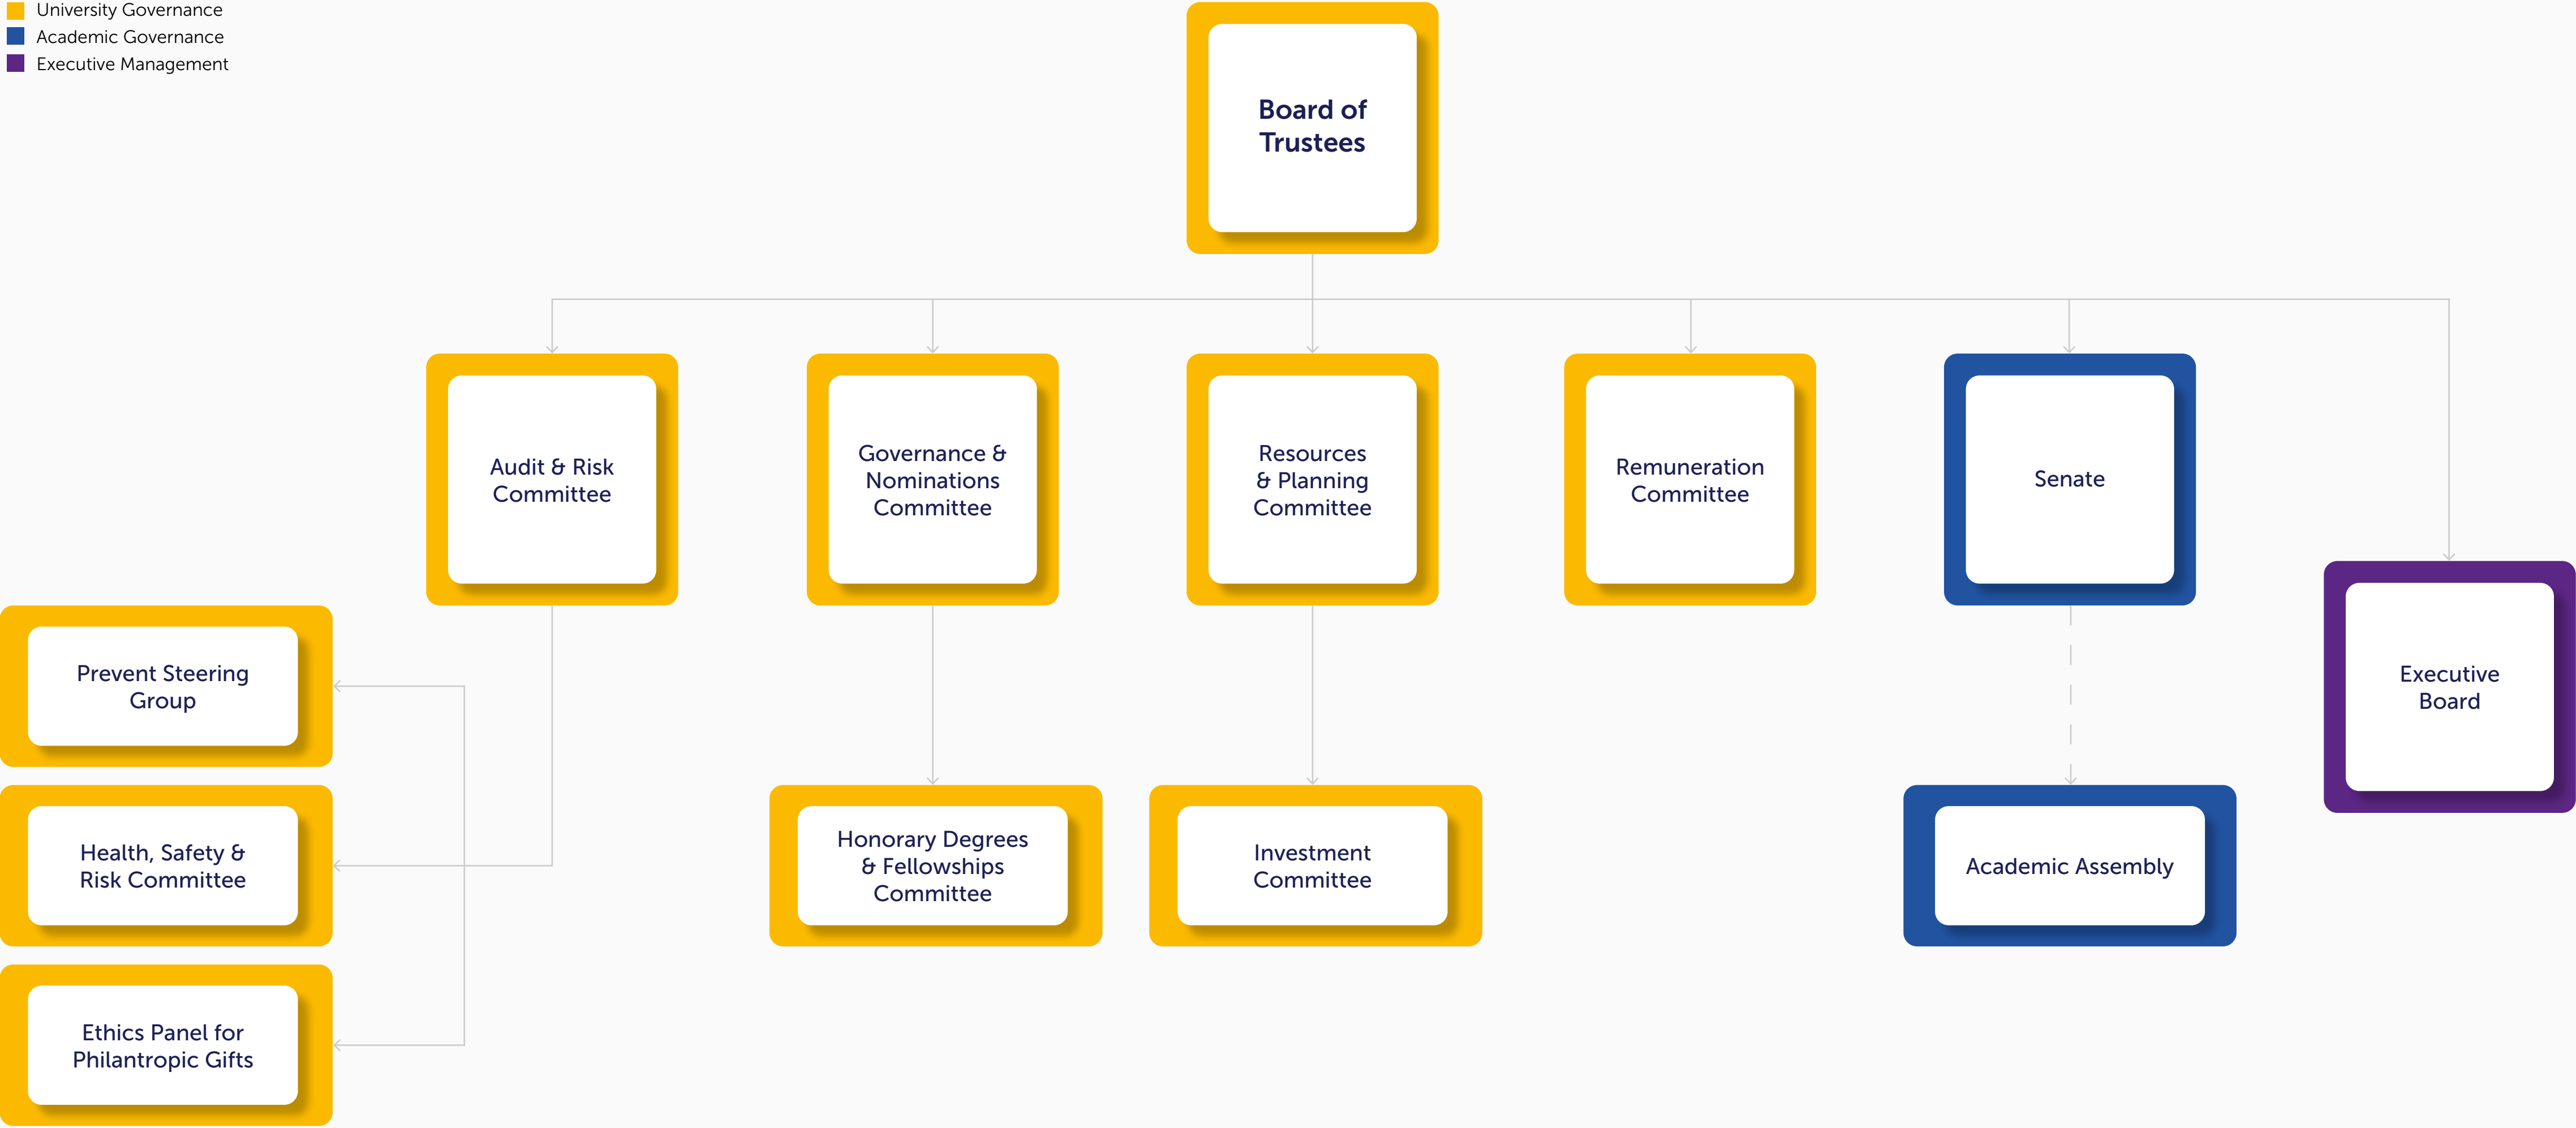 University Governance
Academic Governance
Executive Management
Board of
Trustees
Audit & Risk
Committee
Governance &
Nominations
Committee
Resources
& Planning
Committee
Remuneration
Committee
Senate
Executive
Board
Prevent Steering
Group
Health, Safety &
Risk Committee
Ethics Panel for
Philantropic Gifts
Honorary Degrees
& Fellowships
Committee
Investment
Committee
Academic Assembly